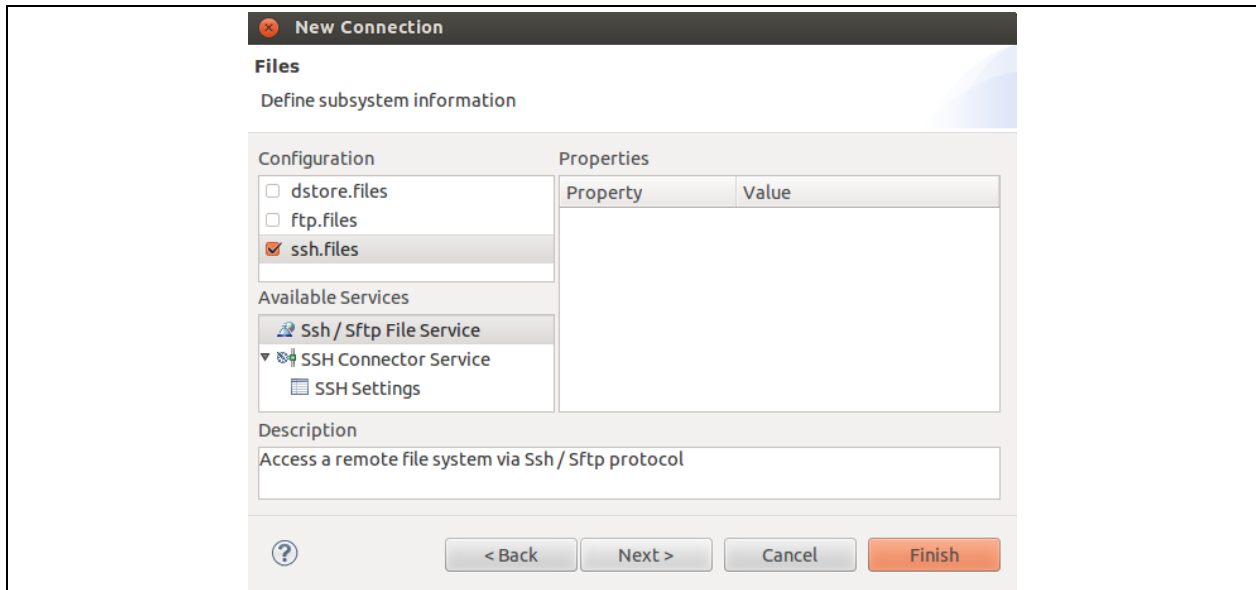 New Connection
Files
Define subsystem information
Configuration
dstore.files
ftp.files
ssh.files
Available Services
Ssh / Sftp File Service
SSH Connector Service
SSH Settings
Properties
Property Value
Description
Access a remote file system via Ssh / Sftp protocol
? < Back Next > Cancel Finish